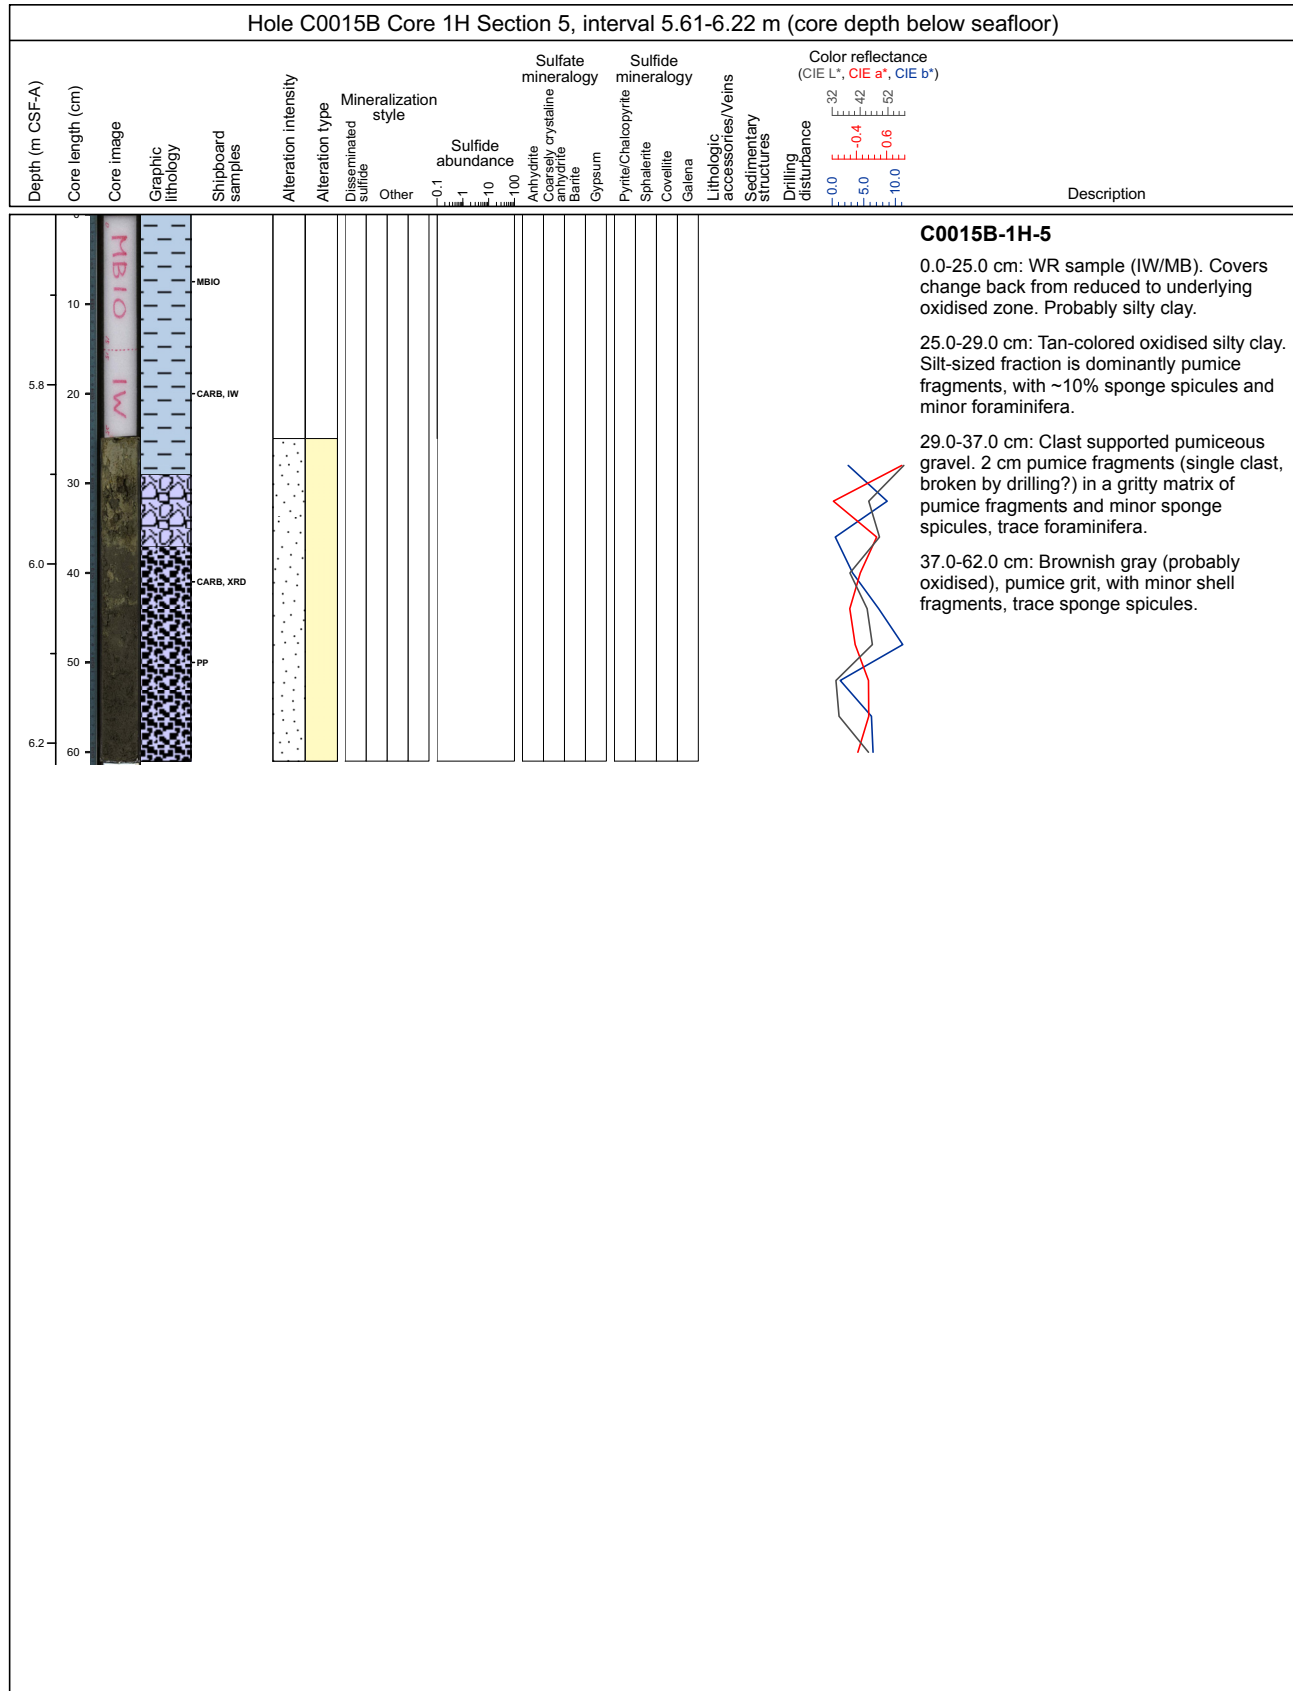 Hole C0015B Core 1H Section 5, interval 5.61-6.22 m (core depth below seafloor)
Depth (m CSF-A)
Core length (cm)
Core image
Graphic
lithology
Shipboard
samples
Alteration intensity
Alteration type
Mineralization
style
Disseminated
sulfide
Other
Sulfide
abundance
0.1
1
10
100
Sulfate
mineralogy
Anhydrite
Coarsely crystaline
anhydrite
Barite
Gypsum
Sulfide
mineralogy
Pyrite/Chalcopyrite
Sphalerite
Covellite
Galena
Lithologic
accessories/Veins
Sedimentary
structures
Drilling
disturbance
Color reflectance
(CIE L*, CIE a*, CIE b*)
32
42
52
-0.4
0.6
0.0
5.0
10.0
Description
0
10
20
30
40
50
60
5.8
6.0
6.2
MBIO
IW
MBIO
CARB, IW
CARB, XRD
PP
C0015B-1H-5
0.0-25.0 cm: WR sample (IW/MB). Covers
change back from reduced to underlying
oxidised zone. Probably silty clay.
25.0-29.0 cm: Tan-colored oxidised silty clay.
Silt-sized fraction is dominantly pumice
fragments, with ~10% sponge spicules and
minor foraminifera.
29.0-37.0 cm: Clast supported pumiceous
gravel. 2 cm pumice fragments (single clast,
broken by drilling?) in a gritty matrix of
pumice fragments and minor sponge
spicules, trace foraminifera.
37.0-62.0 cm: Brownish gray (probably
oxidised), pumice grit, with minor shell
fragments, trace sponge spicules.